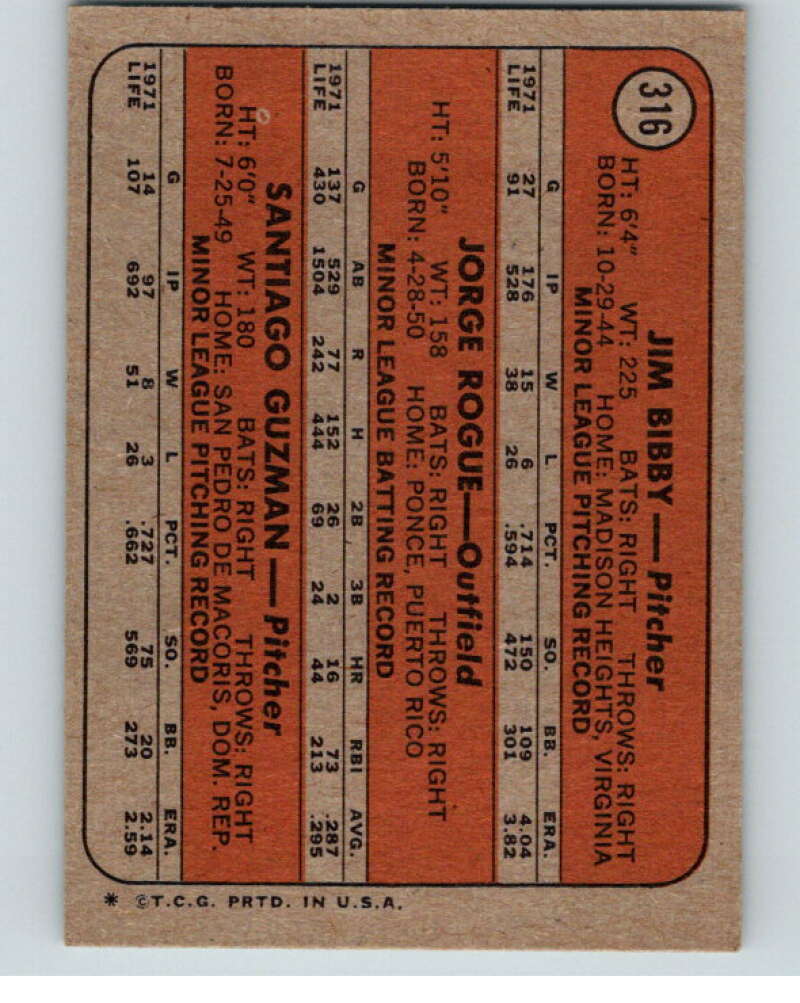 316
JIM BIBBY—Pitcher
HT: 6'4" WT: 225 BATS: RIGHT THROWS: RIGHT
BORN: 10-29-44 HOME: MADISON HEIGHTS, VIRGINIA
MINOR LEAGUE PITCHING RECORD
G IP W L PCT. SO. BB. ERA.
1971 27 176 15 6 .714 150 109 4.04
LIFE 91 528 38 26 .594 472 301 3.82
JORGE ROGUE—Outfield
HT: 5'10" WT: 158 BATS: RIGHT THROWS: RIGHT
BORN: 4-28-50 HOME: PONCE, PUERTO RICO
MINOR LEAGUE BATTING RECORD
G AB R H 2B 3B HR RBI AVG.
1971 137 529 77 152 26 2 16 73 .287
LIFE 430 1504 242 444 69 24 44 213 .295
SANTIAGO GUZMAN—Pitcher
HT: 6'0" WT: 180 BATS: RIGHT THROWS: RIGHT
BORN: 7-25-49 HOME: SAN PEDRO DE MACORIS, DOM. REP.
MINOR LEAGUE PITCHING RECORD
G IP W L PCT. SO. BB. ERA.
1971 14 97 8 3 .727 75 20 2.14
LIFE 107 692 51 26 .662 569 273 2.59
* ©T.C.G. PRTD. IN U.S.A.